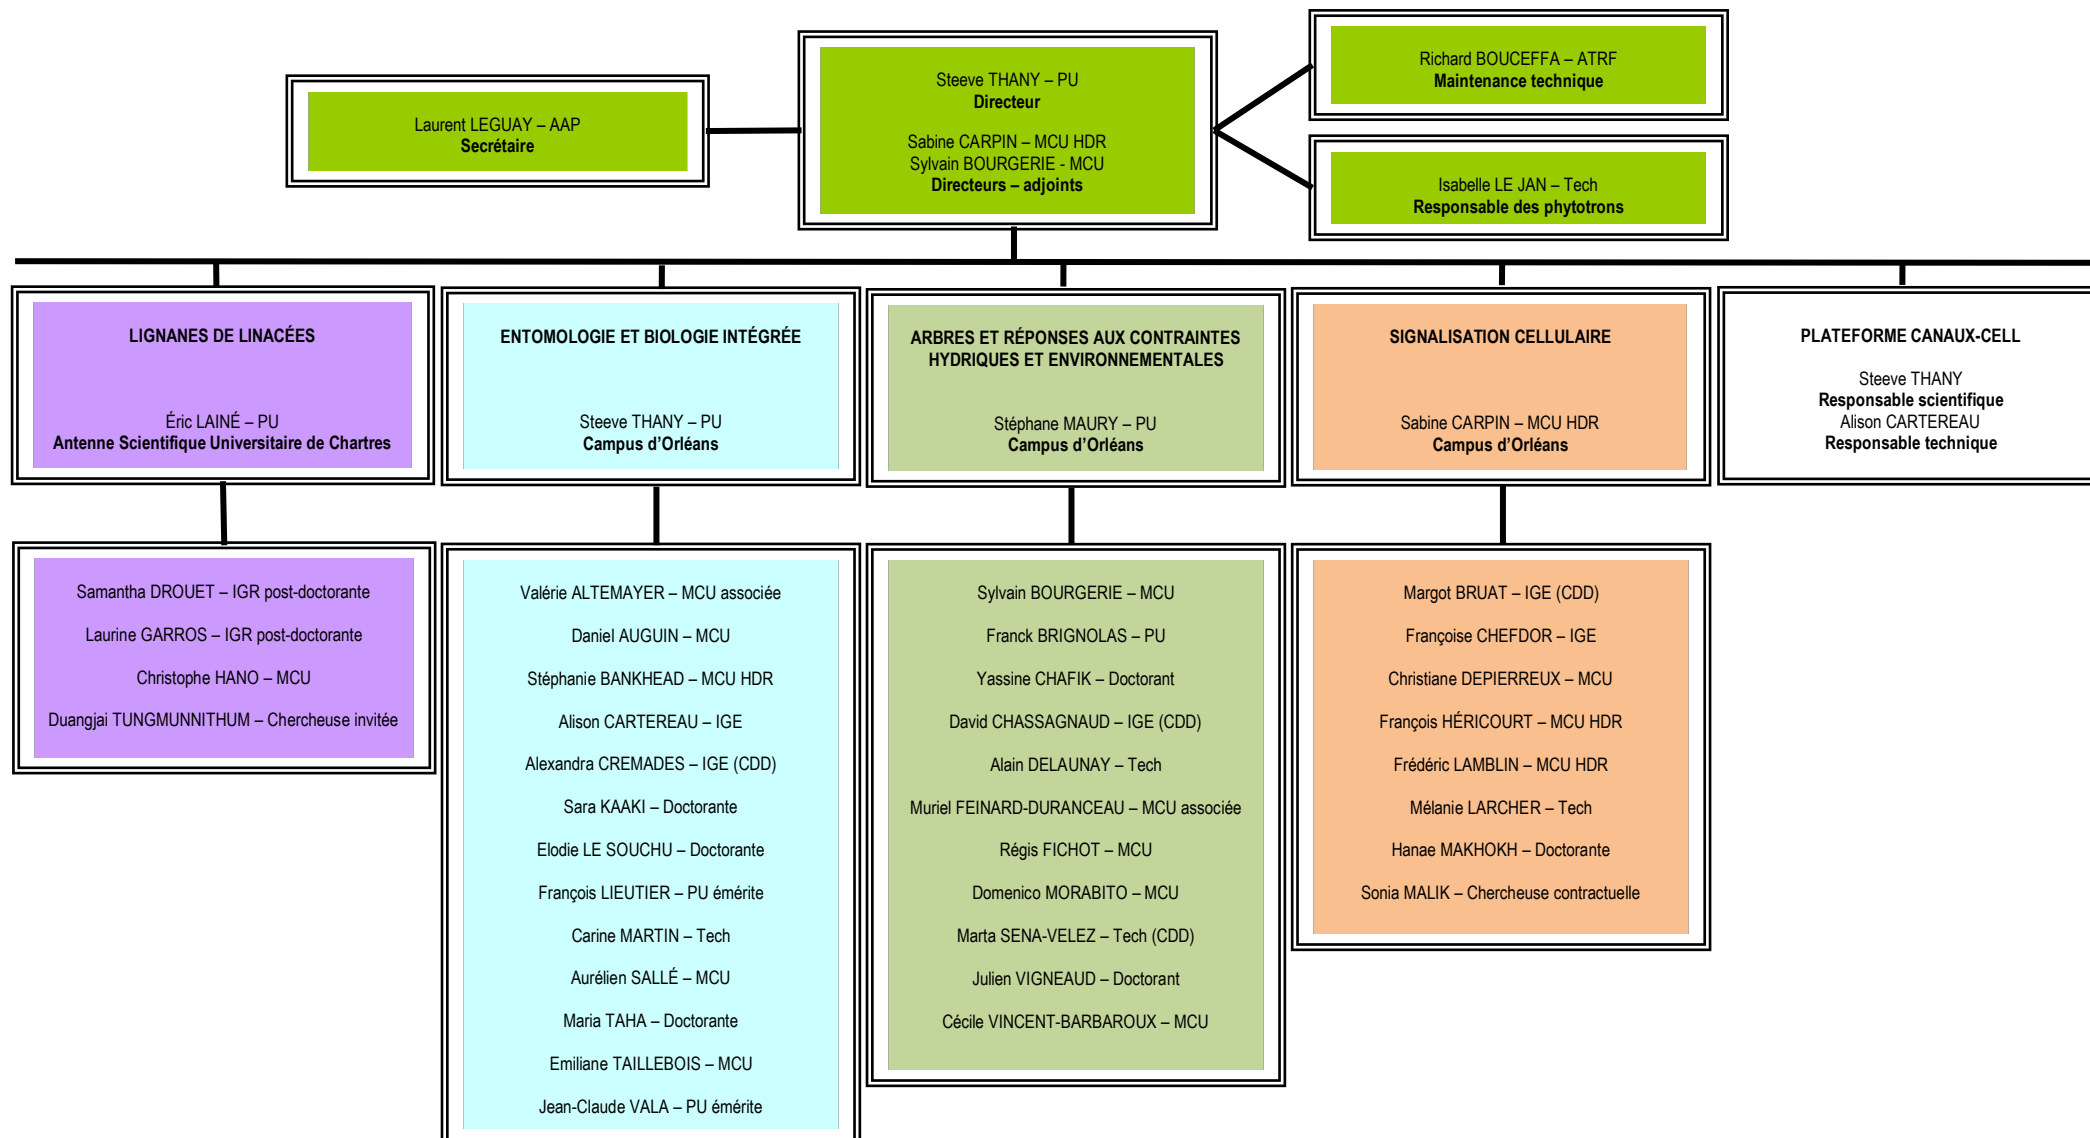 Laurent LEGUAY – AAP
Secrétaire
Steeve THANY – PU
Directeur
Sabine CARPIN – MCU HDR
Sylvain BOURGERIE - MCU
Directeurs – adjoints
Richard BOUCEFFA – ATRF
Maintenance technique
Isabelle LE JAN – Tech
Responsable des phytotrons
LIGNANES DE LINACÉES
Éric LAINÉ – PU
Antenne Scientifique Universitaire de Chartres
ENTOMOLOGIE ET BIOLOGIE INTÉGRÉE
Steeve THANY – PU
Campus d'Orléans
ARBRES ET RÉPONSES AUX CONTRAINTES
HYDRIQUES ET ENVIRONNEMENTALES
Stéphane MAURY – PU
Campus d'Orléans
SIGNALISATION CELLULAIRE
Sabine CARPIN – MCU HDR
Campus d'Orléans
PLATEFORME CANAUX-CELL
Steeve THANY
Responsable scientifique
Alison CARTEREAU
Responsable technique
Samantha DROUET – IGR post-doctorante
Laurine GARROS – IGR post-doctorante
Christophe HANO – MCU
Duangjai TUNGMUNNITHUM – Chercheuse invitée
Valérie ALTEMAYER – MCU associée
Daniel AUGUIN – MCU
Stéphanie BANKHEAD – MCU HDR
Alison CARTEREAU – IGE
Alexandra CREMADES – IGE (CDD)
Sara KAAKI – Doctorante
Elodie LE SOUCHU – Doctorante
François LIEUTIER – PU émérite
Carine MARTIN – Tech
Aurélien SALLÉ – MCU
Maria TAHA – Doctorante
Emiliane TAILLEBOIS – MCU
Jean-Claude VALA – PU émérite
Sylvain BOURGERIE – MCU
Franck BRIGNOLAS – PU
Yassine CHAFIK – Doctorant
David CHASSAGNAUD – IGE (CDD)
Alain DELAUNAY – Tech
Muriel FEINARD-DURANCEAU – MCU associée
Régis FICHOT – MCU
Domenico MORABITO – MCU
Marta SENA-VELEZ – Tech (CDD)
Julien VIGNEAUD – Doctorant
Cécile VINCENT-BARBAROUX – MCU
Margot BRUAT – IGE (CDD)
Françoise CHEFDOR – IGE
Christiane DEPIERREUX – MCU
François HÉRICOURT – MCU HDR
Frédéric LAMBLIN – MCU HDR
Mélanie LARCHER – Tech
Hanae MAKHOKH – Doctorante
Sonia MALIK – Chercheuse contractuelle